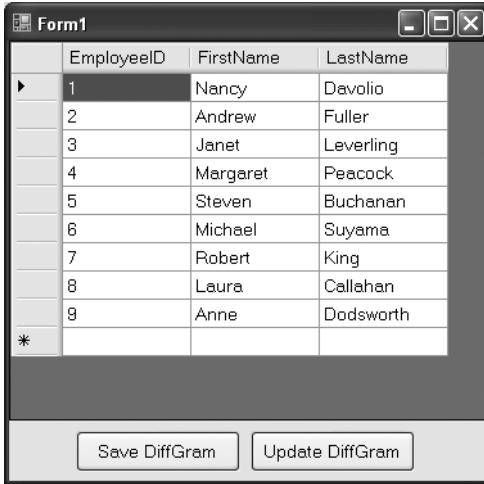 Form1
EmployeeID FirstName LastName
1 Nancy Davolio
2 Andrew Fuller
3 Janet Leverling
4 Margaret Peacock
5 Steven Buchanan
6 Michael Suyama
7 Robert King
8 Laura Callahan
9 Anne Dodsworth
Save DiffGram Update DiffGram